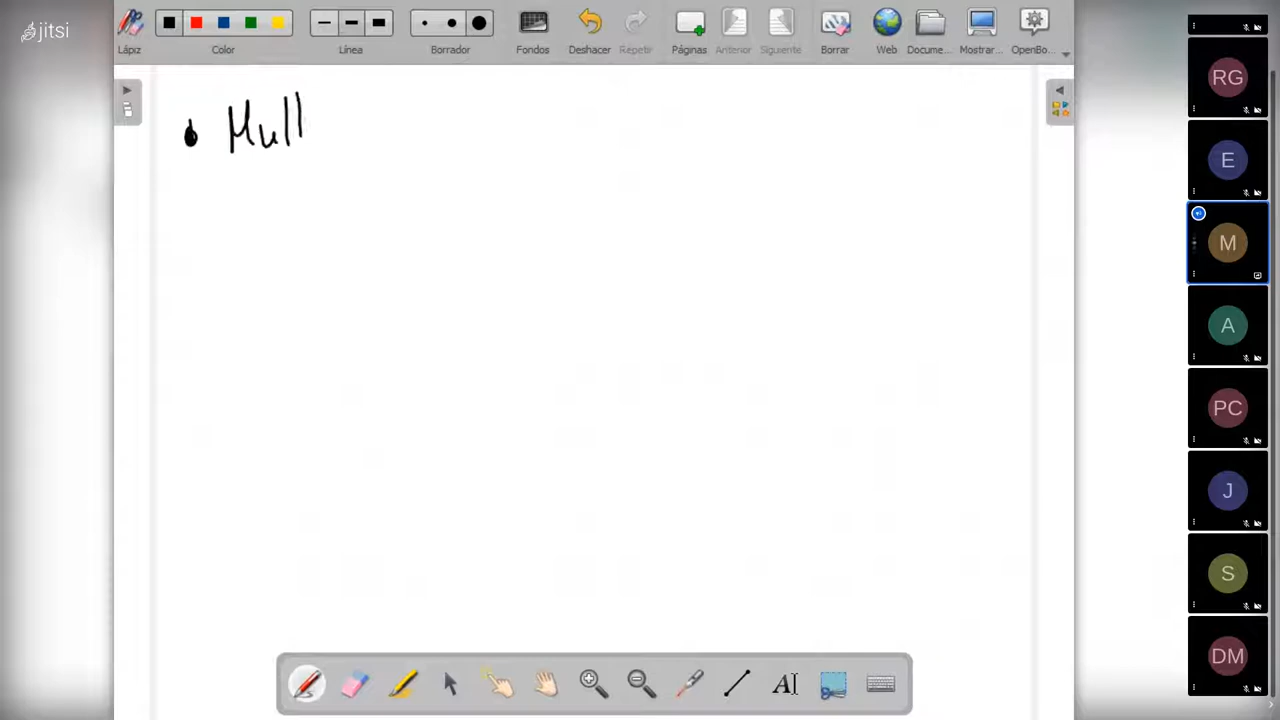 jitsi
Lápiz Color Línea Borrador Fondos Deshacer Repetir Páginas Anterior Siguiente Borrar Web Docume... Mostrar... OpenBo...
• Mull
RG
E
M
A
PC
J
S
DM
AI